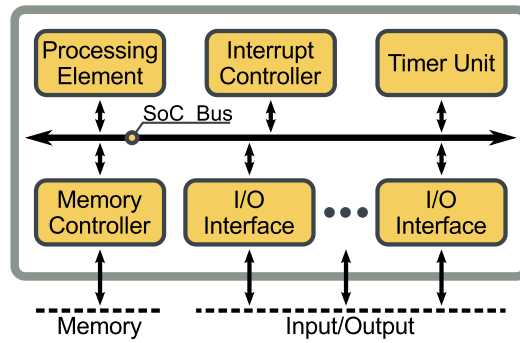 Processing
Element
Interrupt
Controller
Timer Unit
SoC Bus
Memory
Controller
I/O
Interface
I/O
Interface
Memory
Input/Output